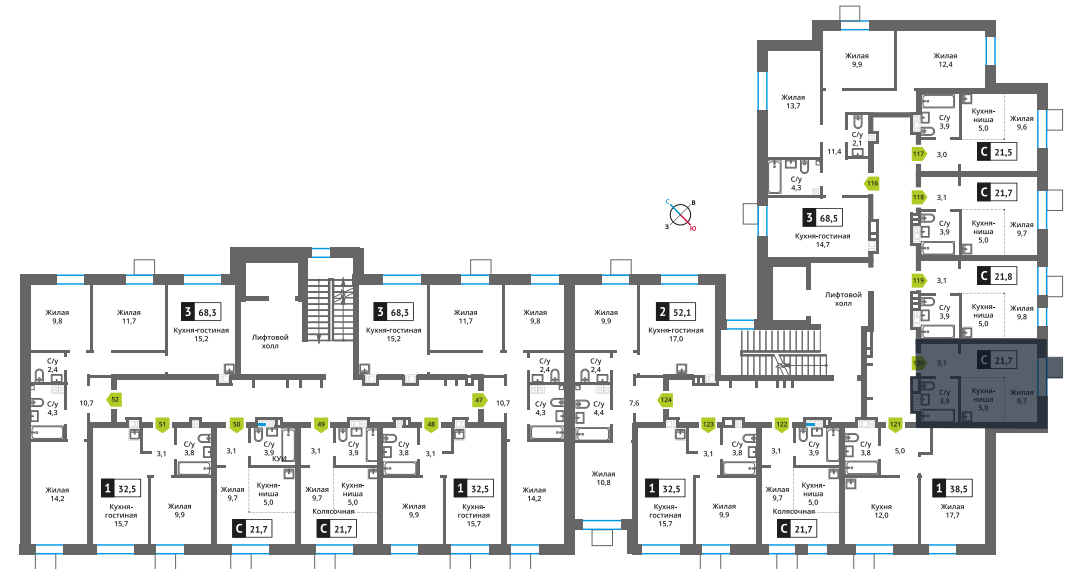 Жилая
9,9
Жилая
12,4
Жилая
13,7
С/у
2,1
11,4
С/у
4,3
116
3 68,5
Кухня-гостиная
14,7
Лифтовой
холл
С/у
3,9
Кухня-
ниша
5,0
Жилая
9,6
117
3,0
С 21,5
118
3,1
С 21,7
С/у
3,9
Кухня-
ниша
5,0
Жилая
9,7
119
3,1
С 21,8
С/у
3,9
Кухня-
ниша
5,0
Жилая
9,8
120
3,1
С 21,7
С/у
3,9
Кухня-
ниша
5,0
Жилая
9,7
С
В
З
Ю
Жилая
9,8
Жилая
11,7
3 68,3
Кухня-гостиная
15,2
Лифтовой
холл
3 68,3
Кухня-гостиная
15,2
Жилая
11,7
Жилая
9,8
Жилая
9,9
2 52,1
Кухня-гостиная
17,0
С/у
2,4
С/у
4,3
10,7
52
С/у
2,4
С/у
4,3
10,7
47
С/у
2,4
С/у
4,4
7,6
124
51
3,1
С/у
3,8
50
3,1
С/у
3,9
КУИ
49
3,1
С/у
3,9
48
С/у
3,8
3,1
123
3,1
С/у
3,8
122
3,1
С/у
3,9
121
С/у
3,8
5,0
Жилая
14,2
1 32,5
Кухня-
гостиная
15,7
Жилая
9,9
Жилая
9,7
Кухня-
ниша
5,0
С 21,7
Жилая
9,7
Кухня-
ниша
5,0
Колясочная
С 21,7
Жилая
9,9
1 32,5
Кухня-
гостиная
15,7
Жилая
14,2
Жилая
10,8
1 32,5
Кухня-
гостиная
15,7
Жилая
9,9
Жилая
9,7
Кухня-
ниша
5,0
Колясочная
С 21,7
Кухня
12,0
1 38,5
Жилая
17,7